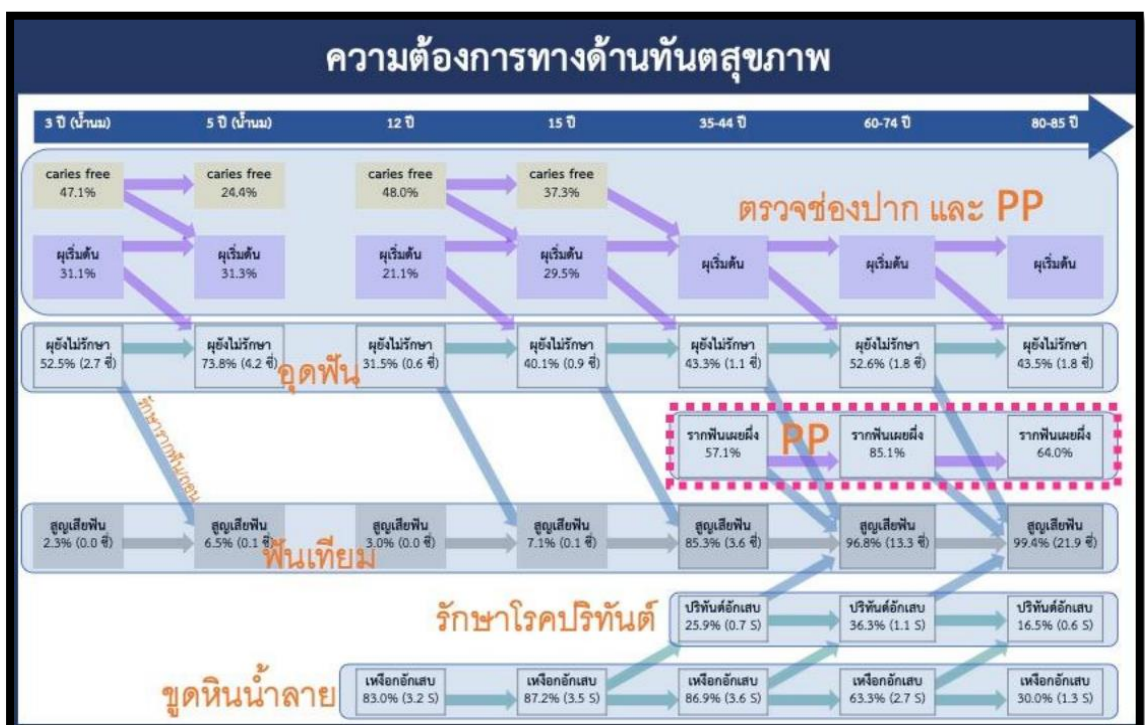 ความต้องการทางด้านทันตสุขภาพ
3 ปี (น้ำนม) 5 ปี (น้ำนม) 12 ปี 15 ปี 35-44 ปี 60-74 ปี 80-85 ปี
caries free caries free caries free caries free
47.1% 24.4% 48.0% 37.3%
ตรวจช่องปาก และ PP
ผุเริ่มต้น ผุเริ่มต้น ผุเริ่มต้น ผุเริ่มต้น ผุเริ่มต้น ผุเริ่มต้น ผุเริ่มต้น
31.1% 31.3% 21.1% 29.5%
ผุยังไม่รักษา ผุยังไม่รักษา ผุยังไม่รักษา ผุยังไม่รักษา ผุยังไม่รักษา ผุยังไม่รักษา ผุยังไม่รักษา
52.5% (2.7 ซี่) 73.8% (4.2 ซี่) 31.5% (0.6 ซี่) 40.1% (0.9 ซี่) 43.3% (1.1 ซี่) 52.6% (1.8 ซี่) 43.5% (1.8 ซี่)
อุดฟัน
รักษารากฟัน/ถอน
รากฟันเผยผึ่ง PP รากฟันเผยผึ่ง รากฟันเผยผึ่ง
57.1% 85.1% 64.0%
สูญเสียฟัน สูญเสียฟัน สูญเสียฟัน สูญเสียฟัน สูญเสียฟัน สูญเสียฟัน สูญเสียฟัน
2.3% (0.0 ซี่) 6.5% (0.1 ซี่) 3.0% (0.0 ซี่) 7.1% (0.1 ซี่) 85.3% (3.6 ซี่) 96.8% (13.3 ซี่) 99.4% (21.9 ซี่)
ฟันเทียม
รักษาโรคปริทันต์
ปริทันต์อักเสบ ปริทันต์อักเสบ ปริทันต์อักเสบ
25.9% (0.7 S) 36.3% (1.1 S) 16.5% (0.6 S)
ขูดหินน้ำลาย
เหงือกอักเสบ เหงือกอักเสบ เหงือกอักเสบ เหงือกอักเสบ เหงือกอักเสบ
83.0% (3.2 S) 87.2% (3.5 S) 86.9% (3.6 S) 63.3% (2.7 S) 30.0% (1.3 S)